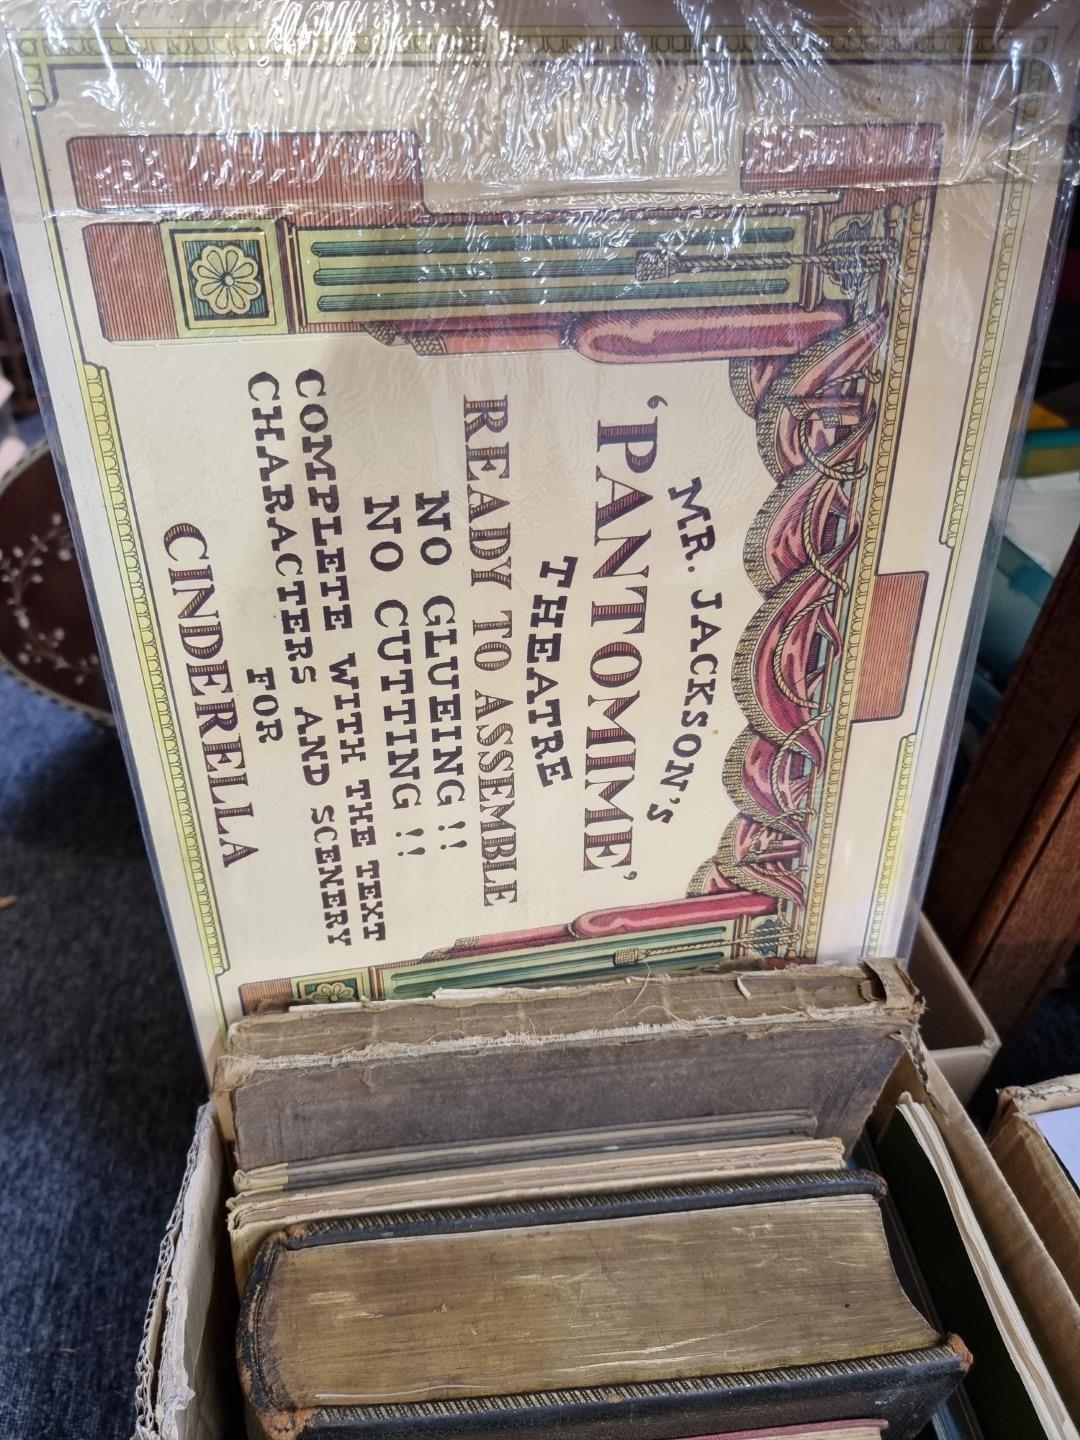 MR. JACKSON'S
'PANTOMIME'
THEATRE
READY TO ASSEMBLE
NO GLUEING!!
NO CUTTING!!
COMPLETE WITH THE TEXT
CHARACTERS AND SCENERY
FOR
CINDERELLA